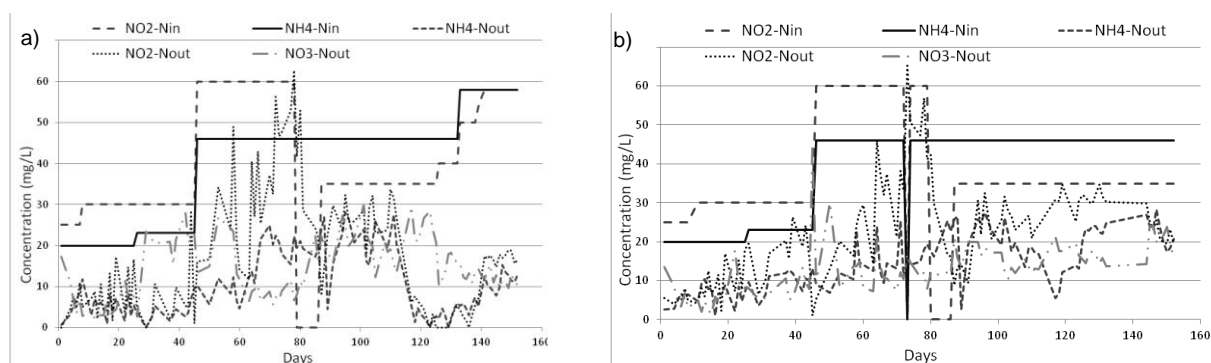 a)
NO2-Nin NH4-Nin NH4-Nout
NO2-Nout NO3-Nout
Concentration (mg/L)
60
50
40
30
20
10
0
0 20 40 60 80 100 120 140 160
Days
b)
NO2-Nin NH4-Nin NH4-Nout
NO2-Nout NO3-Nout
Concentration (mg/L)
60
50
40
30
20
10
0
0 20 40 60 80 100 120 140 160
Days